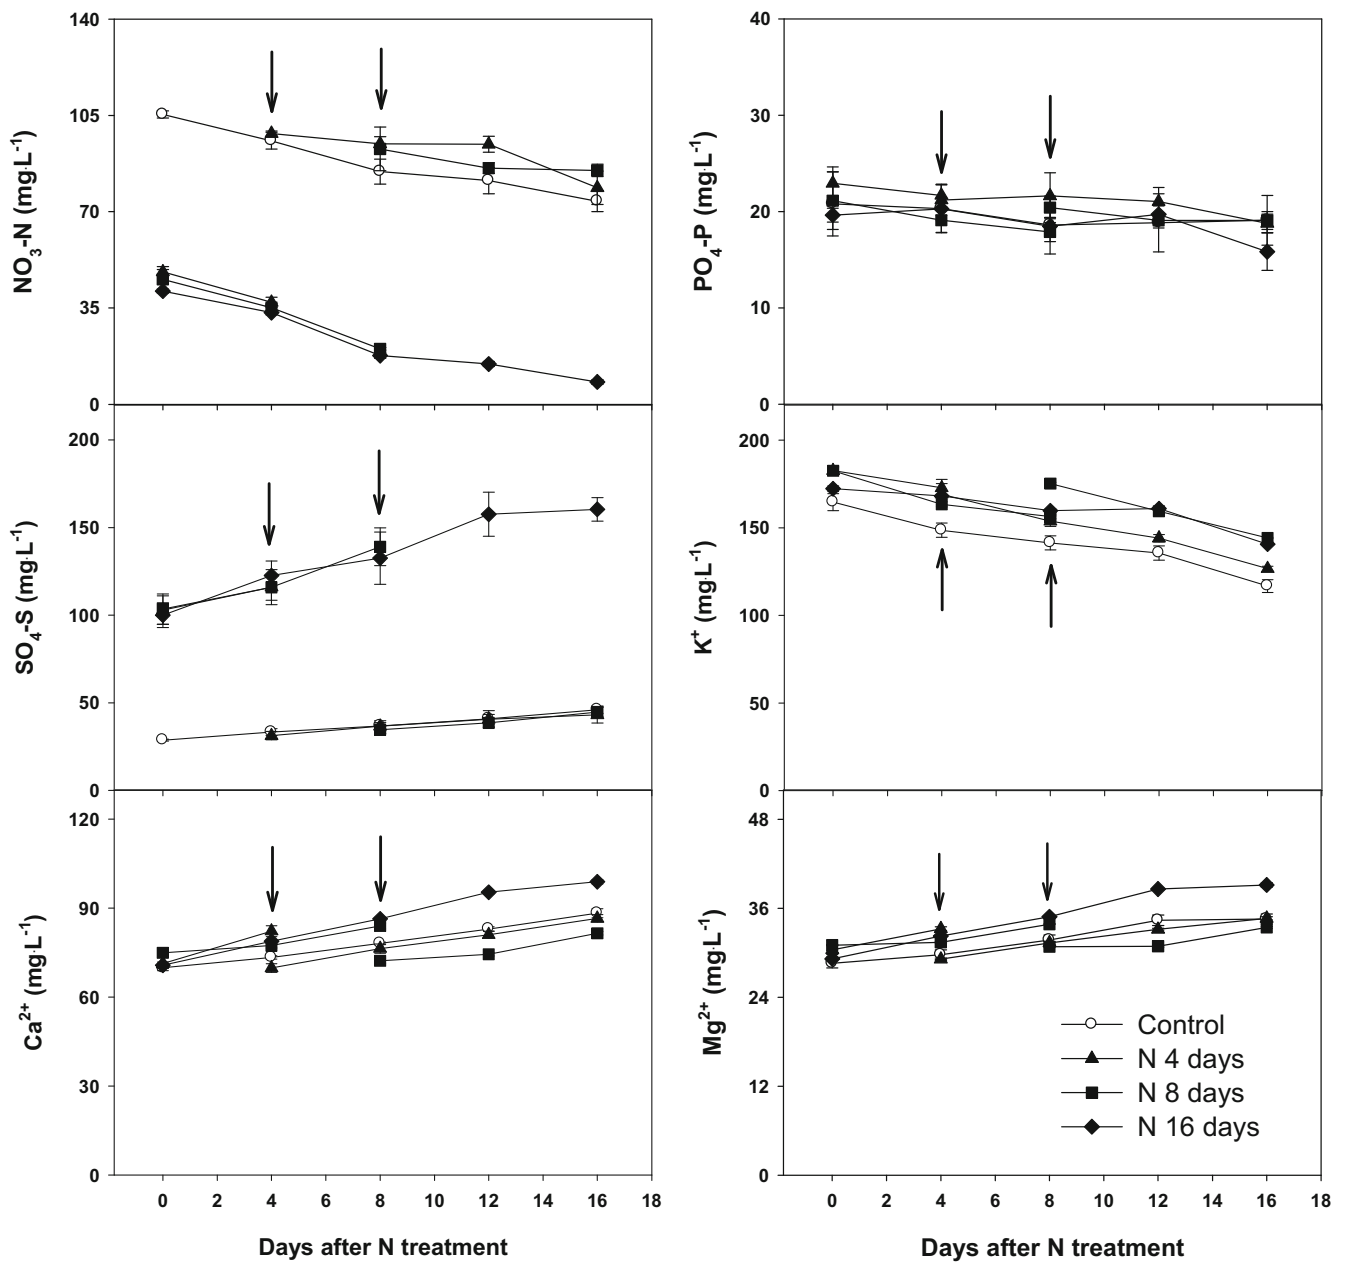 140
105
70
35
0
NO₃-N (mg·L⁻¹)
40
30
20
10
0
PO₄-P (mg·L⁻¹)
200
150
100
50
0
SO₄-S (mg·L⁻¹)
200
150
100
50
0
K⁺ (mg·L⁻¹)
120
90
60
30
0
Ca²⁺ (mg·L⁻¹)
48
36
24
12
0
Mg²⁺ (mg·L⁻¹)
Control
N 4 days
N 8 days
N 16 days
0 4 6 8 10 12 14 16 18
0 4 6 8 10 12 14 16 18
Days after N treatment
Days after N treatment